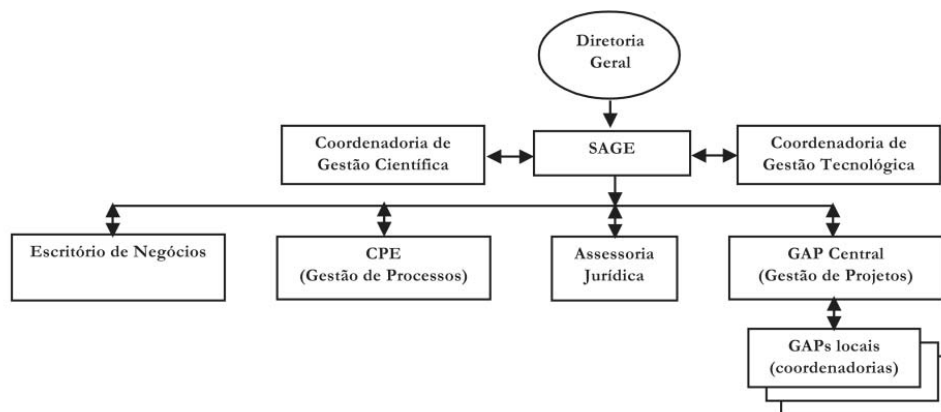 Diretoria
Geral
Coordenadoria de
Gestão Científica
SAGE
Coordenadoria de
Gestão Tecnológica
Escritório de Negócios
CPE
(Gestão de Processos)
Assessoria
Jurídica
GAP Central
(Gestão de Projetos)
GAPs locais
(coordenadorias)